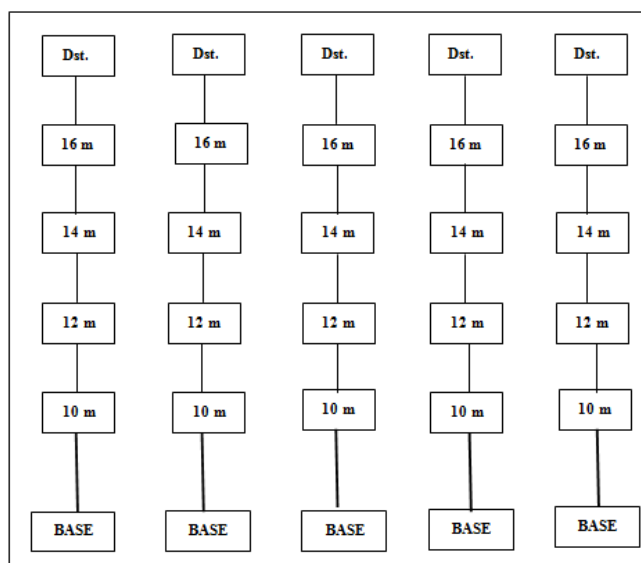 Dst. Dst. Dst. Dst. Dst.
16 m 16 m 16 m 16 m 16 m
14 m 14 m 14 m 14 m 14 m
12 m 12 m 12 m 12 m 12 m
10 m 10 m 10 m 10 m 10 m
BASE BASE BASE BASE BASE